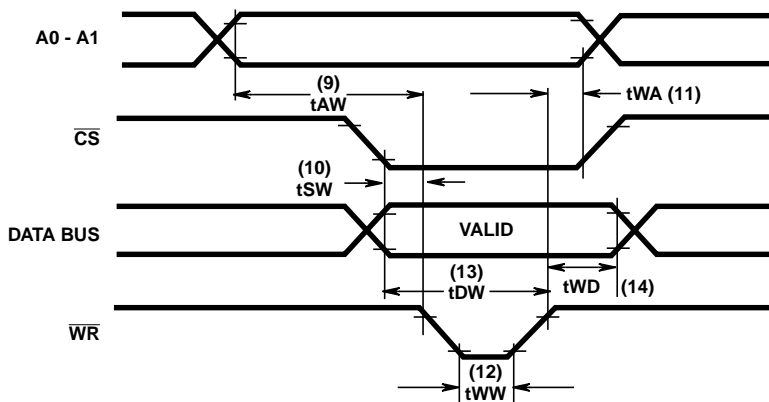 A0 - A1
(9)
tAW
tWA (11)
CS
(10)
tSW
DATA BUS
VALID
(13)
tDW
tWD (14)
WR
(12)
tWW